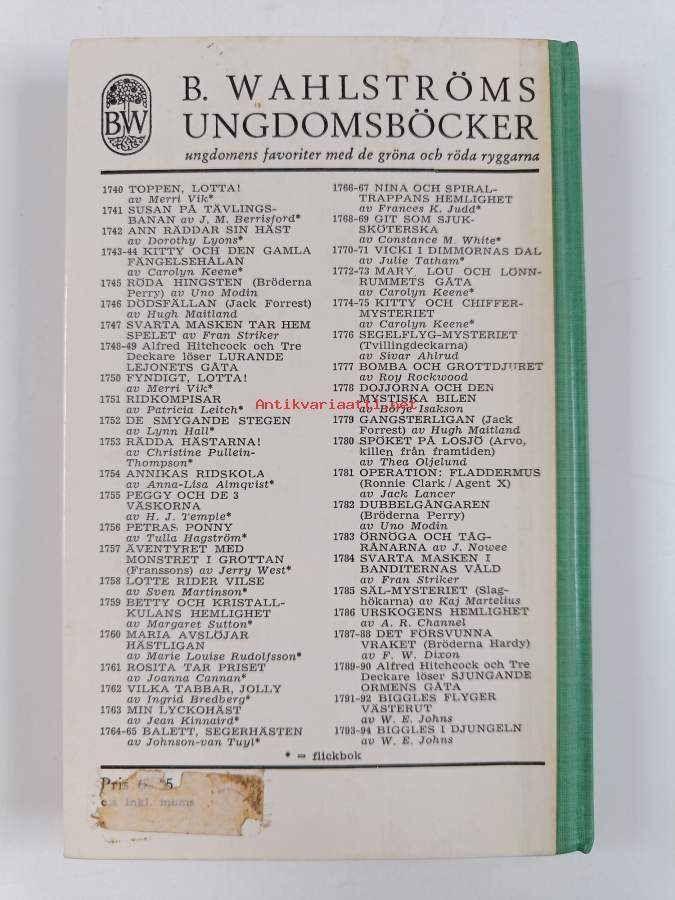 BW
B. WAHLSTRÖMS
UNGDOMSBÖCKER
ungdomens favoriter med de gröna och röda ryggarna
1740 TOPPEN, LOTTA!
av Merri Vik*
1741 SUSAN PÅ TÄVLINGS-
BANAN av J. M. Berrisford*
1742 ANN RÄDDAR SIN HÄST
av Dorothy Lyons*
1743-44 KITTY OCH DEN GAMLA
FÄNGELSEHÅLAN
av Carolyn Keene*
1745 RÖDA HINGSTEN (Bröderna
Perry) av Uno Modin
1746 DÖDSFÄLLAN (Jack Forrest)
av Hugh Maitland
1747 SVARTA MASKEN TAR HEM
SPELET av Fran Striker
1748-49 Alfred Hitchcock och Tre
Deckare löser LURANDE
LEJONETS GÅTA
1750 FYNDIGT, LOTTA!
av Merri Vik*
1751 RIDKOMPISAR
av Patricia Leitch*
1752 DE SMYGANDE STEGEN
av Lynn Hall*
1753 RÄDDA HÄSTARNA!
av Christine Pullein-
Thompson*
1754 ANNIKAS RIDSKOLA
av Anna-Lisa Almqvist*
1755 PEGGY OCH DE 3
VÄSKORNA
av H. J. Temple*
1756 PETRAS PONNY
av Tulla Hagström*
1757 ÄVENTYRET MED
MONSTRET I GROTTAN
(Franssons) av Jerry West*
1758 LOTTE RIDER VILSE
av Sven Martinson*
1759 BETTY OCH KRISTALL-
KULANS HEMLIGHET
av Margaret Sutton*
1760 MARIA AVSLÖJAR
HÄSTLIGAN
av Marie Louise Rudolfsson*
1761 ROSITA TAR PRISET
av Joanna Cannan*
1762 VILKA TABBAR, JOLLY
av Ingrid Bredberg*
1763 MIN LYCKOHÄST
av Jean Kinnaird*
1764-65 BALETT, SEGERHÄSTEN
av Johnson-van Tuyl*
1766-67 NINA OCH SPIRAL-
TRAPPANS HEMLIGHET
av Frances K. Judd*
1768-69 GIT SOM SJUK-
SKÖTERSKA
av Constance M. White*
1770-71 VICKI I DIMMORNAS DAL
av Julie Tatham*
1772-73 MARY LOU OCH LÖNN-
RUMMETS GÅTA
av Carolyn Keene*
1774-75 KITTY OCH CHIFFER-
MYSTERIET
av Carolyn Keene*
1776 SEGELFLYG-MYSTERIET
(Tvillingdeckarna)
av Sivar Ahlrud
1777 BOMBA OCH GROTTDJURET
av Roy Rockwood
1778 DOJJORNA OCH DEN
MYSTISKA BILEN
av Börje Isakson
1779 GANGSTERLIGAN (Jack
Forrest) av Hugh Maitland
1780 SPÖKET PÅ LOSJÖ (Arvo,
killen från framtiden)
av Thea Oljelund
1781 OPERATION: FLADDERMUS
(Ronnie Clark / Agent X)
av Jack Lancer
1782 DUBBELGÅNGAREN
(Bröderna Perry)
av Uno Modin
1783 ÖRNÖGA OCH TÅG-
RÅNARNA av J. Nowee
1784 SVARTA MASKEN I
BANDITERNAS VÅLD
av Fran Striker
1785 SÄL-MYSTERIET (Slag-
hökarna) av Kaj Martelius
1786 URSKOGENS HEMLIGHET
av A. R. Channel
1787-88 DET FÖRSVUNNA
VRAKET (Bröderna Hardy)
av F. W. Dixon
1789-90 Alfred Hitchcock och Tre
Deckare löser SJUNGANDE
ORMENS GÅTA
1791-92 BIGGLES FLYGER
VÄSTERUT
av W. E. Johns
1793-94 BIGGLES I DJUNGELN
av W. E. Johns
* = flickbok
Antikvariaatti.net
Pris
inkl. moms